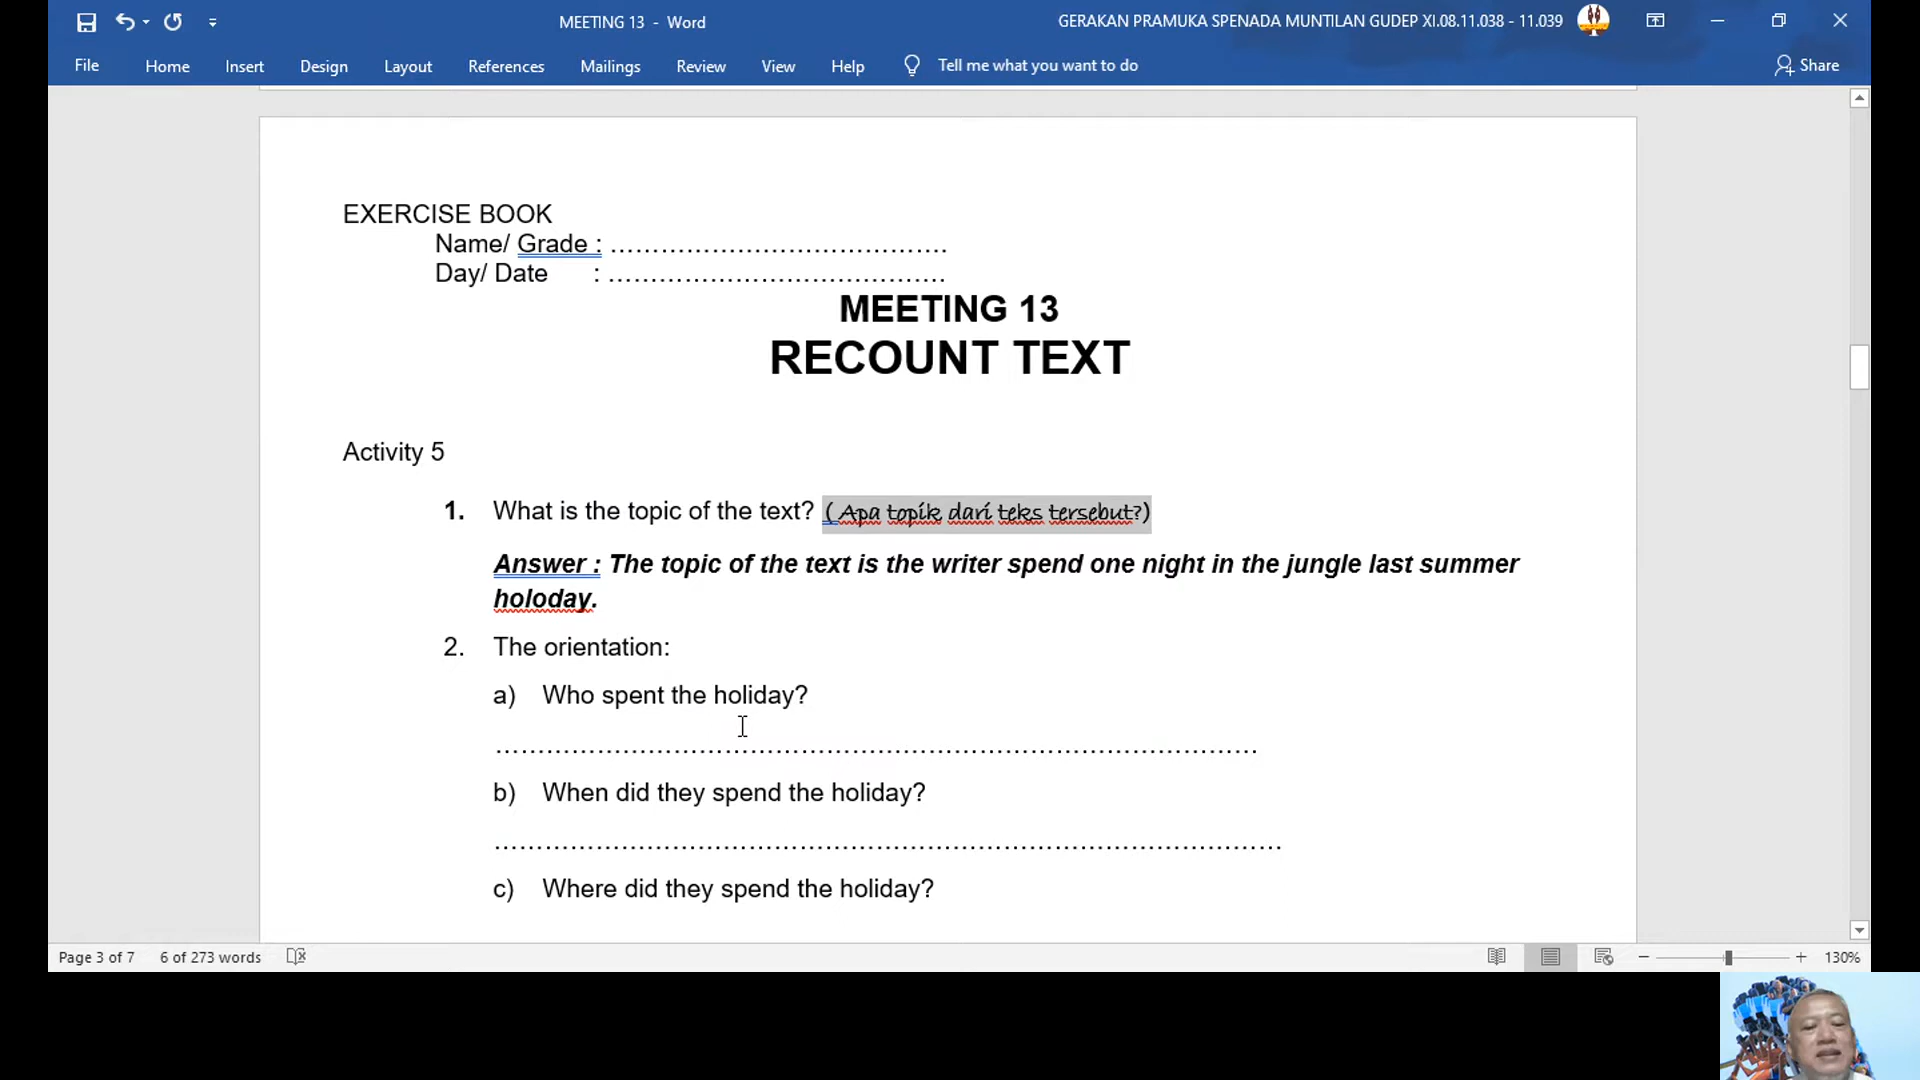 MEETING 13 - Word
GERAKAN PRAMUKA SPENADA MUNTILAN GUDEP XI.08.11.038 - 11.039
File Home Insert Design Layout References Mailings Review View Help Tell me what you want to do Share
EXERCISE BOOK
Name/ Grade : ………………………………….
Day/ Date : ………………………………….
MEETING 13
RECOUNT TEXT
Activity 5
1. What is the topic of the text? ( Apa topik dari teks tersebut?)
Answer : The topic of the text is the writer spend one night in the jungle last summer
holoday.
2. The orientation:
a) Who spent the holiday?
……………………………………………………………………………….
b) When did they spend the holiday?
…………………………………………………………………………………
c) Where did they spend the holiday?
Page 3 of 7 6 of 273 words 130%